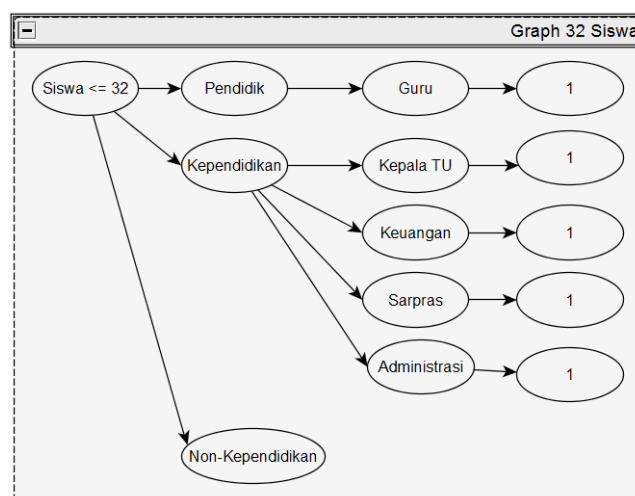 Graph 32 Siswa
Siswa <= 32
Pendidik
Guru
1
Kependidikan
Kepala TU
1
Keuangan
1
Sarpras
1
Administrasi
1
Non-Kependidikan